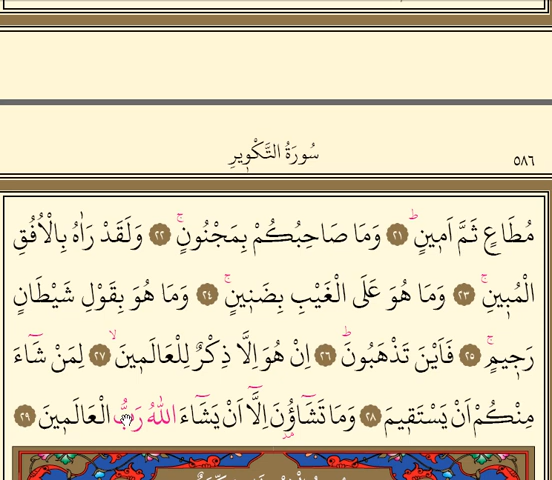 سُورَةُ التَّكْوٖيرِ
٥٨٦
مُطَاعٍ ثَمَّ اَمٖينٍۜ ﴿٢١﴾ وَمَا صَاحِبُكُمْ بِمَجْنُونٍۚ ﴿٢٢﴾ وَلَقَدْ رَاٰهُ بِالْاُفُقِ
الْمُبٖينِۚ ﴿٢٣﴾ وَمَا هُوَ عَلَى الْغَيْبِ بِضَنٖينٍۚ ﴿٢٤﴾ وَمَا هُوَ بِقَوْلِ شَيْطَانٍ
رَجٖيمٍۚ ﴿٢٥﴾ فَاَيْنَ تَذْهَبُونَۜ ﴿٢٦﴾ اِنْ هُوَ اِلَّا ذِكْرٌ لِلْعَالَمٖينَۙ ﴿٢٧﴾ لِمَنْ شَٓاءَ
مِنْكُمْ اَنْ يَسْتَقٖيمَ ﴿٢٨﴾ وَمَا تَشَٓاؤُ۫نَ اِلَّٓا اَنْ يَشَٓاءَ اللّٰهُ رَبُّ الْعَالَمٖينَ ﴿٢٩﴾